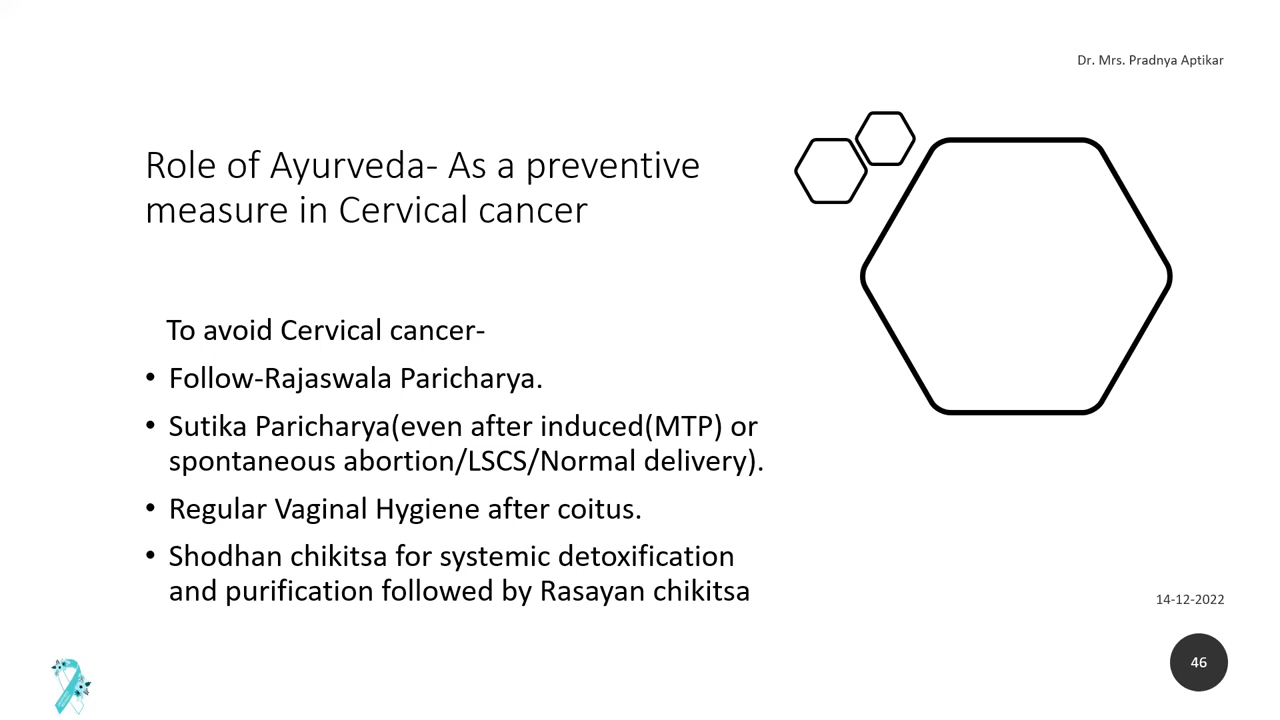 Dr. Mrs. Pradnya Aptikar
Role of Ayurveda- As a preventive
measure in Cervical cancer
To avoid Cervical cancer-
• Follow-Rajaswala Paricharya.
• Sutika Paricharya(even after induced(MTP) or
spontaneous abortion/LSCS/Normal delivery).
• Regular Vaginal Hygiene after coitus.
• Shodhan chikitsa for systemic detoxification
and purification followed by Rasayan chikitsa
14-12-2022
46